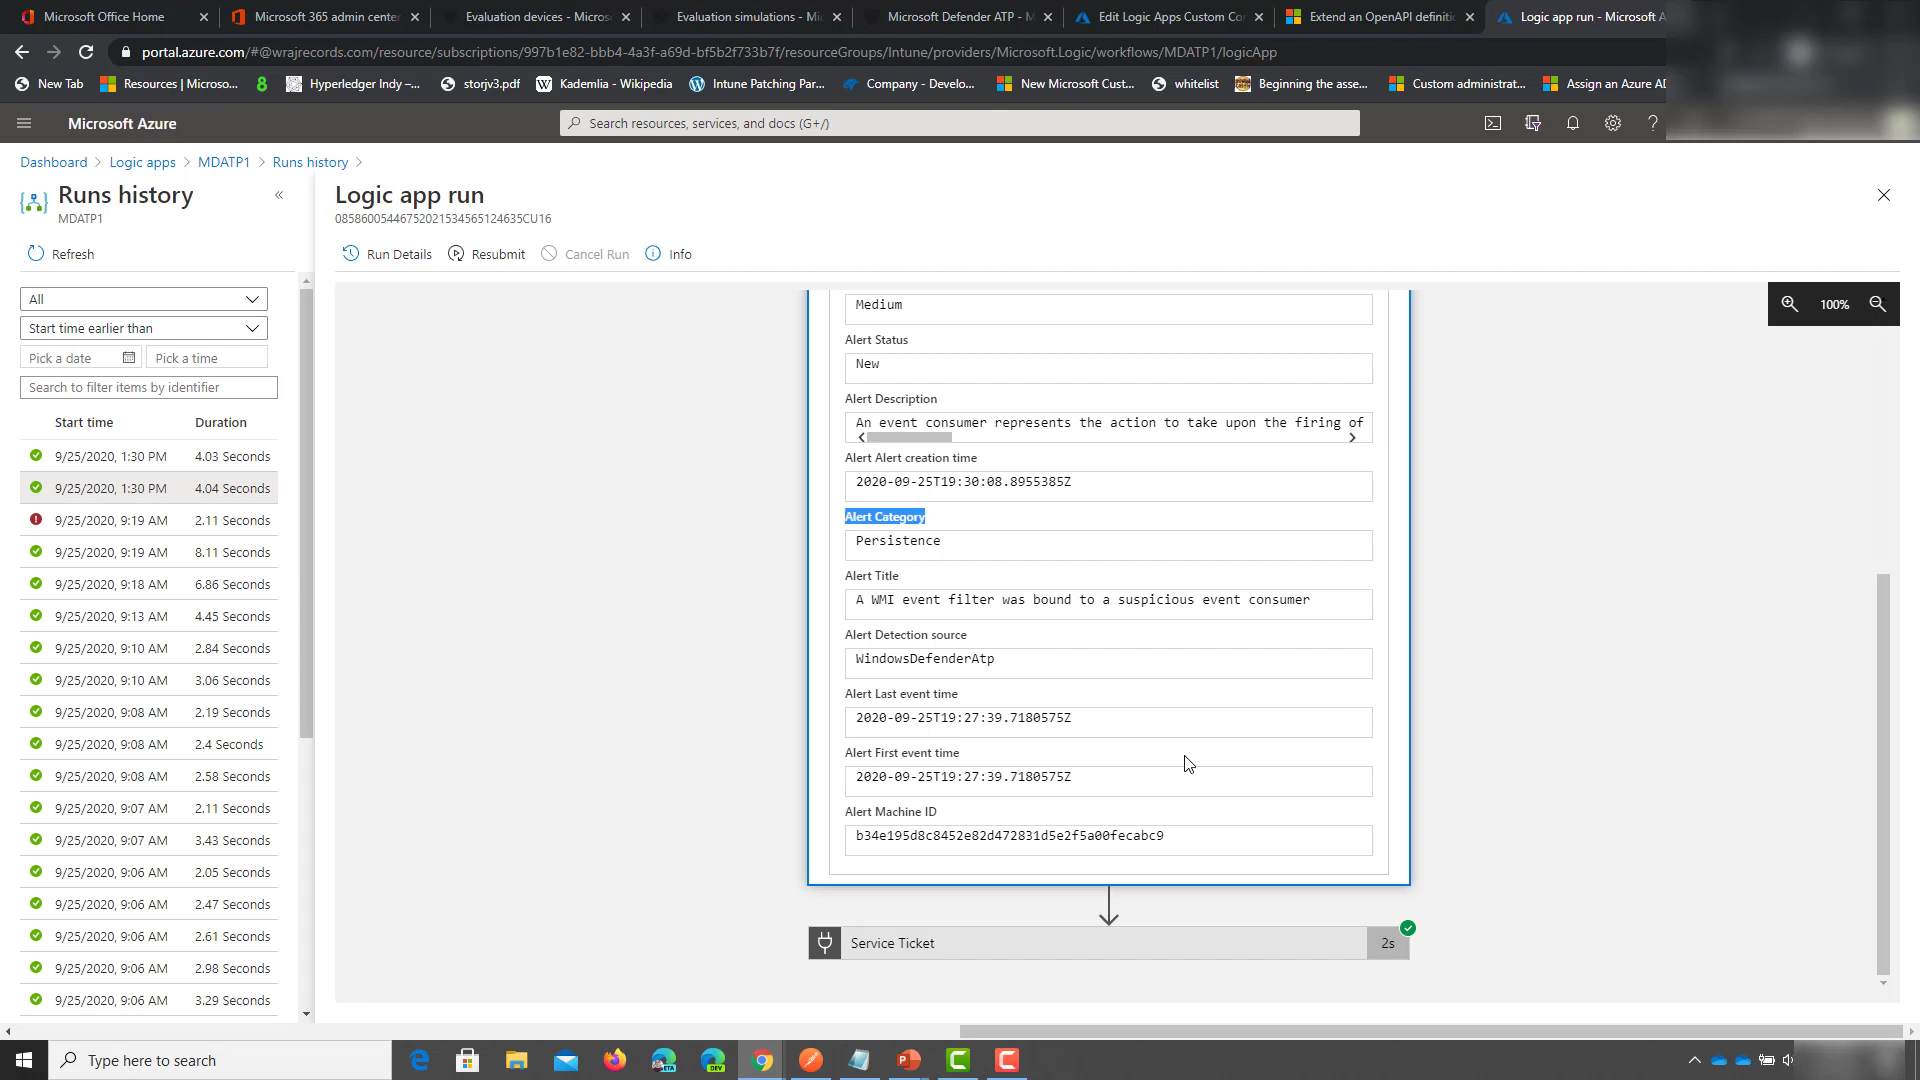 Microsoft Office Home
Microsoft 365 admin center
Evaluation devices - Micros
Evaluation simulations - Mi
Microsoft Defender ATP - M
Edit Logic Apps Custom Co
Extend an OpenAPI definiti
Logic app run - Microsoft A
portal.azure.com/#@wrajrecords.com/resource/subscriptions/997b1e82-bbb4-4a3f-a69d-bf5b2f733b7f/resourceGroups/Intune/providers/Microsoft.Logic/workflows/MDATP1/logicApp
New Tab
Resources | Microso...
Hyperledger Indy –...
storjv3.pdf
Kademlia - Wikipedia
Intune Patching Par...
Company - Develo...
New Microsoft Cust...
whitelist
Beginning the asse...
Custom administrat...
Assign an Azure AD
Microsoft Azure
Search resources, services, and docs (G+/)
Dashboard > Logic apps > MDATP1 > Runs history >
Runs history
MDATP1
Refresh
All
Start time earlier than
Pick a date
Pick a time
Search to filter items by identifier
Start time Duration
9/25/2020, 1:30 PM 4.03 Seconds
9/25/2020, 1:30 PM 4.04 Seconds
9/25/2020, 9:19 AM 2.11 Seconds
9/25/2020, 9:19 AM 8.11 Seconds
9/25/2020, 9:18 AM 6.86 Seconds
9/25/2020, 9:13 AM 4.45 Seconds
9/25/2020, 9:10 AM 2.84 Seconds
9/25/2020, 9:10 AM 3.06 Seconds
9/25/2020, 9:08 AM 2.19 Seconds
9/25/2020, 9:08 AM 2.4 Seconds
9/25/2020, 9:08 AM 2.58 Seconds
9/25/2020, 9:07 AM 2.11 Seconds
9/25/2020, 9:07 AM 3.43 Seconds
9/25/2020, 9:06 AM 2.05 Seconds
9/25/2020, 9:06 AM 2.47 Seconds
9/25/2020, 9:06 AM 2.61 Seconds
9/25/2020, 9:06 AM 2.98 Seconds
9/25/2020, 9:06 AM 3.29 Seconds
Logic app run
08586005446752021534565124635CU16
Run Details
Resubmit
Cancel Run
Info
100%
Medium
Alert Status
New
Alert Description
An event consumer represents the action to take upon the firing of
Alert Alert creation time
2020-09-25T19:30:08.8955385Z
Alert Category
Persistence
Alert Title
A WMI event filter was bound to a suspicious event consumer
Alert Detection source
WindowsDefenderAtp
Alert Last event time
2020-09-25T19:27:39.7180575Z
Alert First event time
2020-09-25T19:27:39.7180575Z
Alert Machine ID
b34e195d8c8452e82d472831d5e2f5a00fecabc9
Service Ticket
2s
Type here to search
BETA
DEV